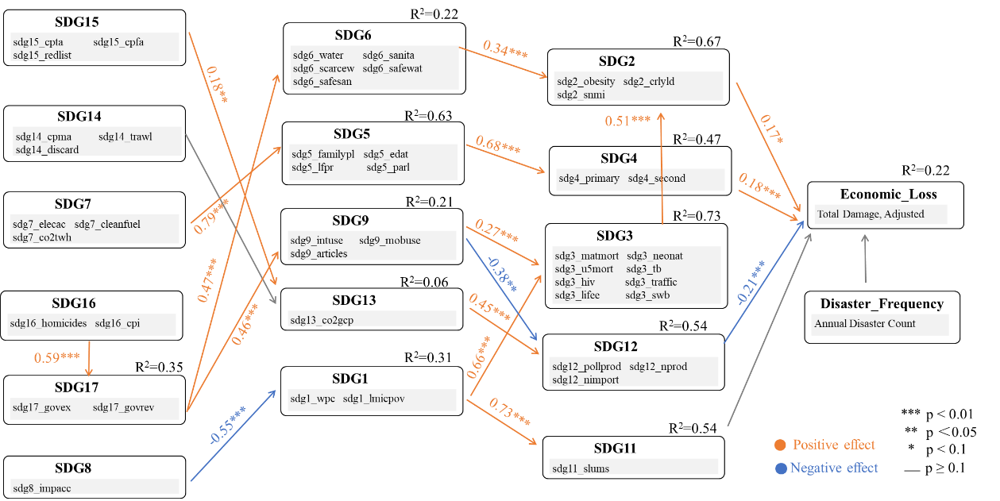 SDG15
sdg15_cpta sdg15_cpfa
sdg15_redlist
SDG14
sdg14_cpma sdg14_trawl
sdg14_discard
SDG7
sdg7_elecac sdg7_cleanfuel
sdg7_co2twh
SDG16
sdg16_homicides sdg16_cpi
0.59***
R²=0.35
SDG17
sdg17_govex sdg17_govrev
SDG8
sdg8_impacc
0.18**
0.79***
0.47***
0.46***
-0.55***
R²=0.22
SDG6
sdg6_water sdg6_sanita
sdg6_scarcew sdg6_safewat
sdg6_safesan
R²=0.63
SDG5
sdg5_familypl sdg5_edat
sdg5_lfpr sdg5_parl
R²=0.21
SDG9
sdg9_intuse sdg9_mobuse
sdg9_articles
R²=0.06
SDG13
sdg13_co2gcp
R²=0.31
SDG1
sdg1_wpc sdg1_lmicpov
0.34***
0.68***
0.27***
-0.38**
0.45***
0.66***
0.73***
R²=0.67
SDG2
sdg2_obesity sdg2_crlyld
sdg2_snmi
0.51***
R²=0.47
SDG4
sdg4_primary sdg4_second
R²=0.73
SDG3
sdg3_matmort sdg3_neonat
sdg3_u5mort sdg3_tb
sdg3_hiv sdg3_traffic
sdg3_lifee sdg3_swb
R²=0.54
SDG12
sdg12_pollprod sdg12_nprod
sdg12_nimport
R²=0.54
SDG11
sdg11_slums
0.17*
0.18***
-0.21***
R²=0.22
Economic_Loss
Total Damage, Adjusted
Disaster_Frequency
Annual Disaster Count
Positive effect
Negative effect
*** p < 0.01
** p <0.05
* p < 0.1
— p ≥ 0.1